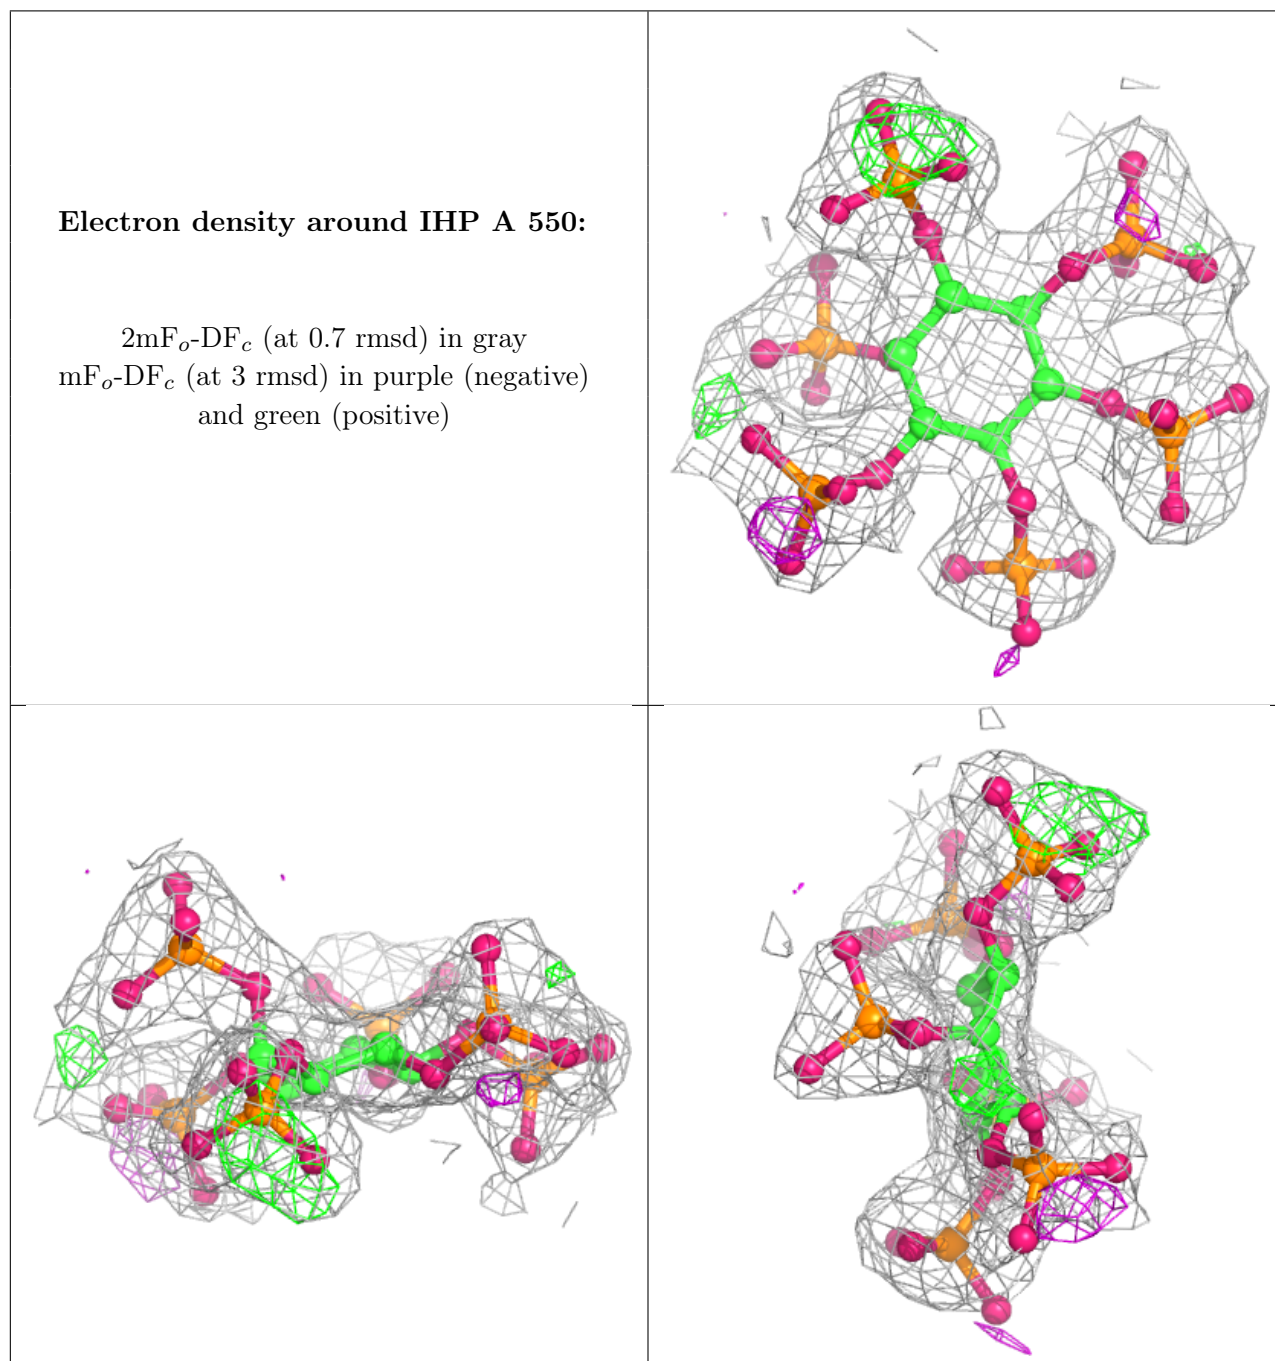 Electron density around IHP A 550:
2mFₒ-DF𝒸 (at 0.7 rmsd) in gray
mFₒ-DF𝒸 (at 3 rmsd) in purple (negative)
and green (positive)